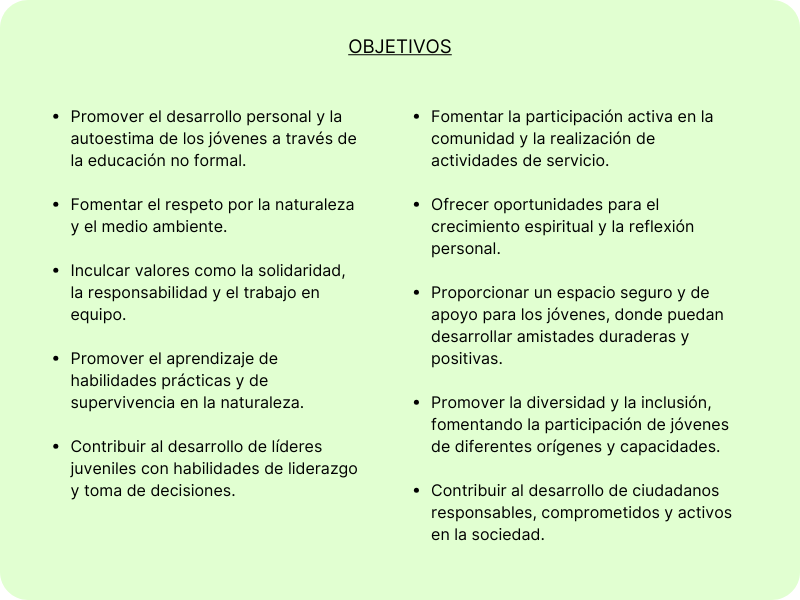 OBJETIVOS
• Promover el desarrollo personal y la
autoestima de los jóvenes a través de
la educación no formal.
• Fomentar el respeto por la naturaleza
y el medio ambiente.
• Inculcar valores como la solidaridad,
la responsabilidad y el trabajo en
equipo.
• Promover el aprendizaje de
habilidades prácticas y de
supervivencia en la naturaleza.
• Contribuir al desarrollo de líderes
juveniles con habilidades de liderazgo
y toma de decisiones.
• Fomentar la participación activa en la
comunidad y la realización de
actividades de servicio.
• Ofrecer oportunidades para el
crecimiento espiritual y la reflexión
personal.
• Proporcionar un espacio seguro y de
apoyo para los jóvenes, donde puedan
desarrollar amistades duraderas y
positivas.
• Promover la diversidad y la inclusión,
fomentando la participación de jóvenes
de diferentes orígenes y capacidades.
• Contribuir al desarrollo de ciudadanos
responsables, comprometidos y activos
en la sociedad.